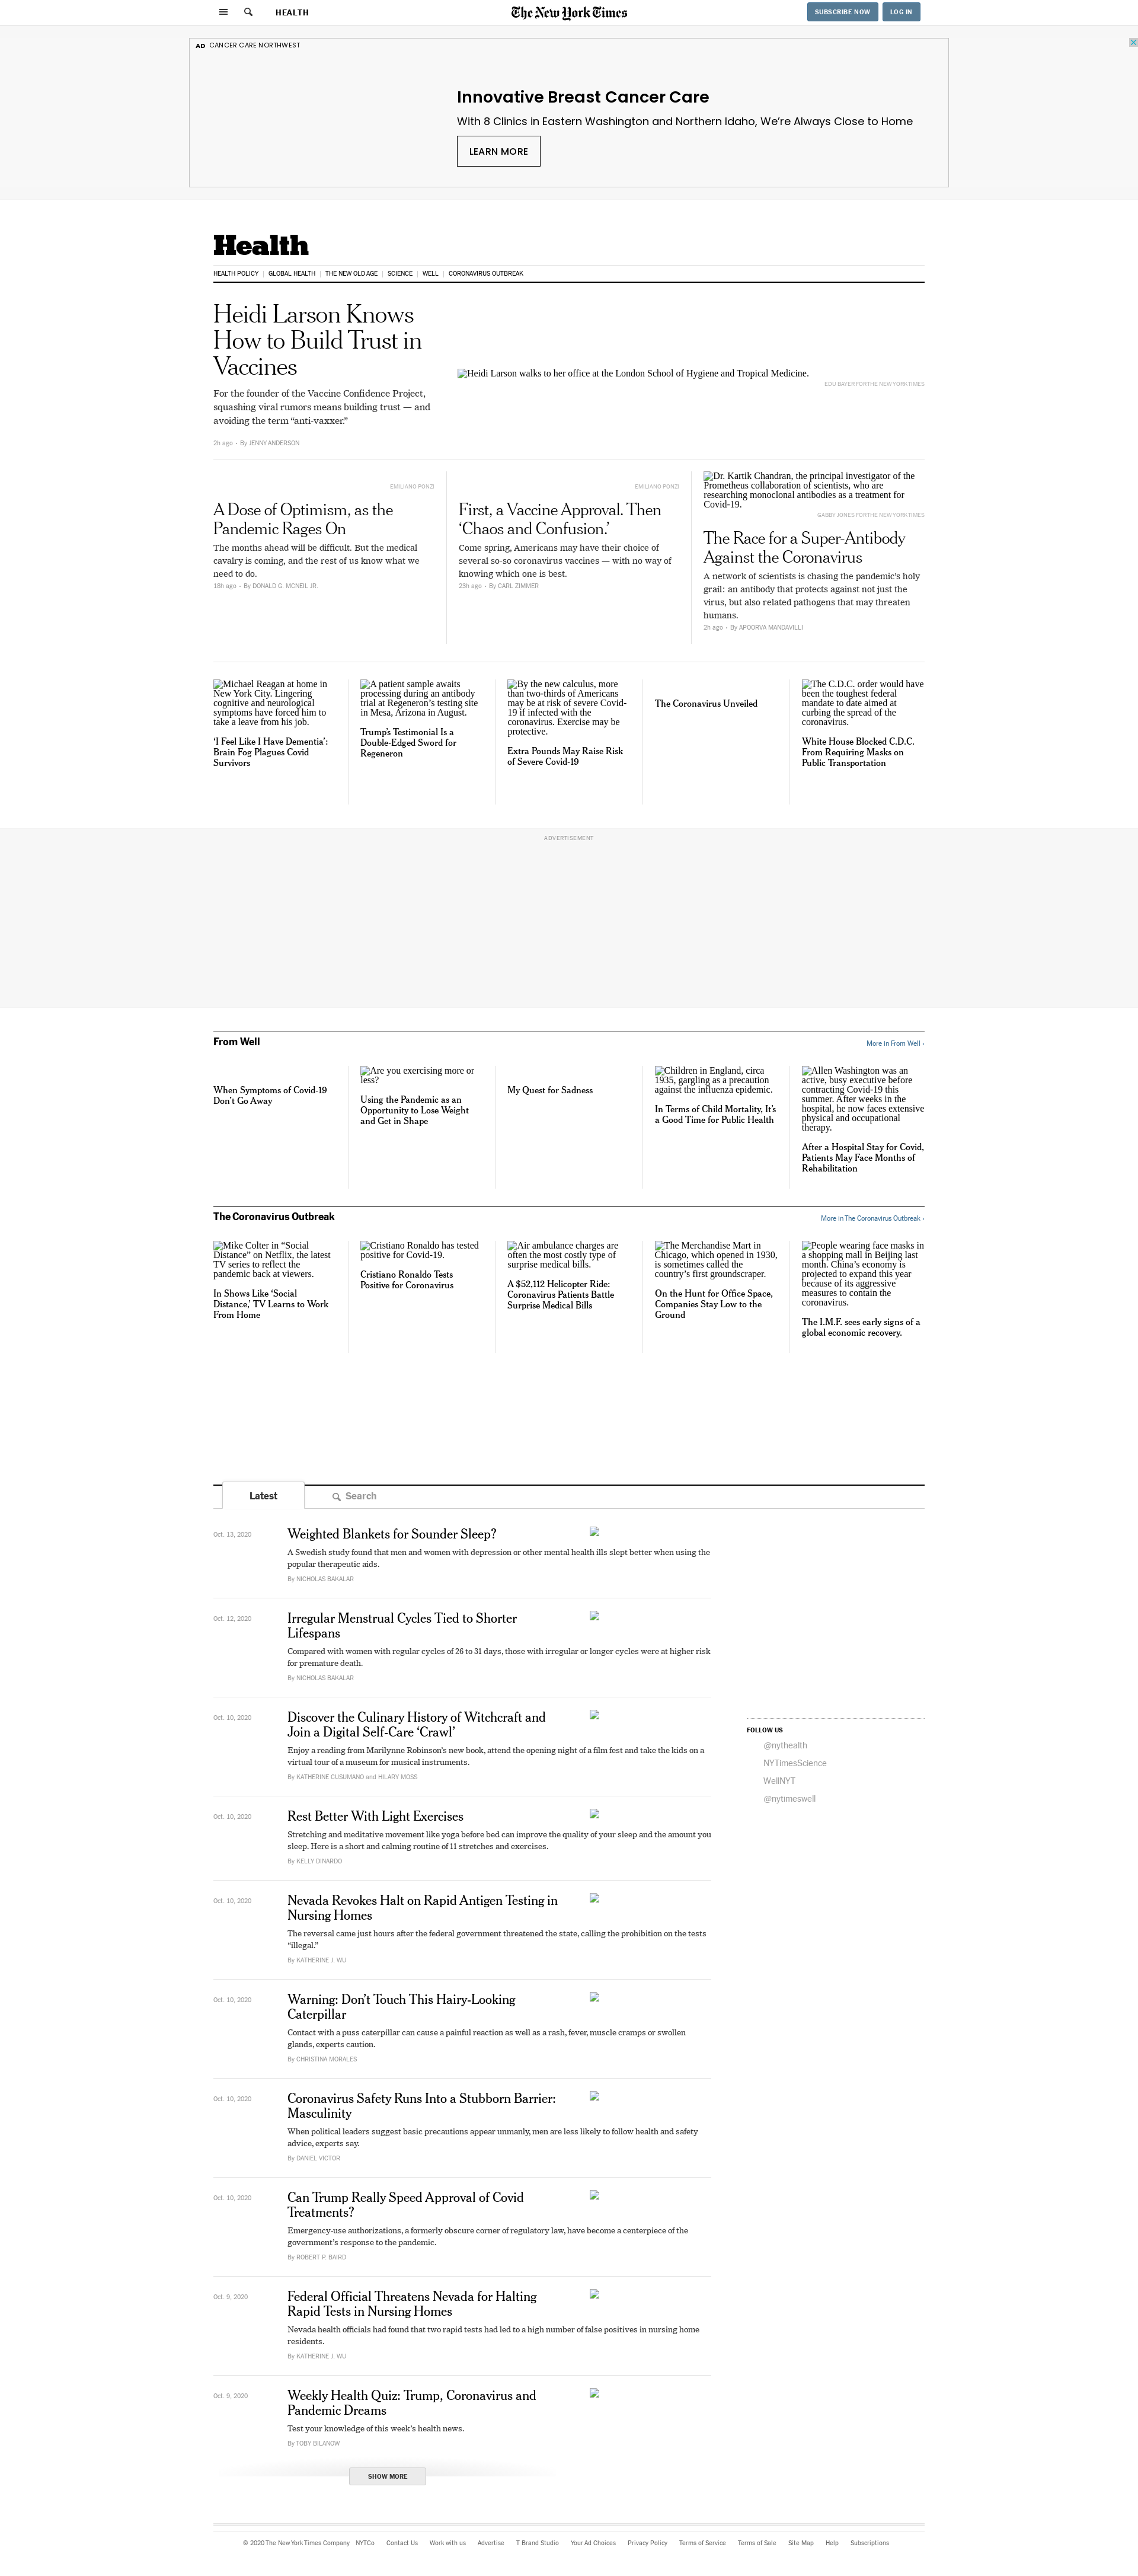 HEALTH
The New York Times
SUBSCRIBE NOW
LOG IN
AD CANCER CARE NORTHWEST
Innovative Breast Cancer Care
With 8 Clinics in Eastern Washington and Northern Idaho, We’re Always Close to Home
LEARN MORE
Health
HEALTH POLICY
GLOBAL HEALTH
THE NEW OLD AGE
SCIENCE
WELL
CORONAVIRUS OUTBREAK
Heidi Larson Knows
How to Build Trust in
Vaccines
For the founder of the Vaccine Confidence Project,
squashing viral rumors means building trust — and
avoiding the term “anti-vaxxer.”
2h ago • By JENNY ANDERSON
Heidi Larson walks to her office at the London School of Hygiene and Tropical Medicine.
EDU BAYER FOR THE NEW YORK TIMES
EMILIANO PONZI
A Dose of Optimism, as the
Pandemic Rages On
The months ahead will be difficult. But the medical
cavalry is coming, and the rest of us know what we
need to do.
19h ago • By DONALD G. MCNEIL JR.
EMILIANO PONZI
First, a Vaccine Approval. Then
‘Chaos and Confusion.’
Come spring, Americans may have their choice of
several so-so coronavirus vaccines — with no way of
knowing which one is best.
23h ago • By CARL ZIMMER
Dr. Kartik Chandran, the principal investigator of the
Prometheus collaboration of scientists, who are
researching monoclonal antibodies as a treatment for
Covid-19.
GABBY JONES FOR THE NEW YORK TIMES
The Race for a Super-Antibody
Against the Coronavirus
A network of scientists is chasing the pandemic’s holy
grail: an antibody that protects against not just the
virus, but also related pathogens that may threaten
humans.
2h ago • By APOORVA MANDAVILLI
Michael Reagan at home in
New York City. Lingering
cognitive and neurological
symptoms have forced him to
take a leave from his job.
‘I Feel Like I Have Dementia’:
Brain Fog Plagues Covid
Survivors
A patient sample awaits
processing during an antibody
trial at Regeneron’s testing site
in Mesa, Arizona in August.
Trump’s Testimonial Is a
Double-Edged Sword for
Regeneron
By the new calculus, more
than two-thirds of Americans
may be at risk of severe Covid-
19 if infected with the
coronavirus. Exercise may be
protective.
Extra Pounds May Raise Risk
of Severe Covid-19
The Coronavirus Unveiled
The C.D.C. order would have
been the toughest federal
mandate to date aimed at
curbing the spread of the
coronavirus.
White House Blocked C.D.C.
From Requiring Masks on
Public Transportation
ADVERTISEMENT
From Well
More in From Well ›
When Symptoms of Covid-19
Don’t Go Away
Are you exercising more or
less?
Using the Pandemic as an
Opportunity to Lose Weight
and Get in Shape
My Quest for Sadness
Children in England, circa
1935, gargling as a precaution
against the influenza epidemic.
In Terms of Child Mortality, It’s
a Good Time for Public Health
Allen Washington was an
active, busy executive before
contracting Covid-19 this
summer. After weeks in the
hospital, he now faces extensive
physical and occupational
therapy.
After a Hospital Stay for Covid,
Patients May Face Months of
Rehabilitation
The Coronavirus Outbreak
More in The Coronavirus Outbreak ›
Mike Colter in “Social
Distance” on Netflix, the latest
TV series to reflect the
pandemic back at viewers.
In Shows Like ‘Social
Distance,’ TV Learns to Work
From Home
Cristiano Ronaldo has tested
positive for Covid-19.
Cristiano Ronaldo Tests
Positive for Coronavirus
Air ambulance charges are
often the most costly type of
surprise medical bills.
A $52,112 Helicopter Ride:
Coronavirus Patients Battle
Surprise Medical Bills
The Merchandise Mart in
Chicago, which opened in 1930,
is sometimes called the
country’s first groundscraper.
On the Hunt for Office Space,
Companies Stay Low to the
Ground
People wearing face masks in
a shopping mall in Beijing last
month. China’s economy is
projected to expand this year
because of its aggressive
measures to contain the
coronavirus.
The I.M.F. sees early signs of a
global economic recovery.
Latest
Search
Oct. 13, 2020
Weighted Blankets for Sounder Sleep?
A Swedish study found that men and women with depression or other mental health ills slept better when using the
popular therapeutic aids.
By NICHOLAS BAKALAR
Oct. 12, 2020
Irregular Menstrual Cycles Tied to Shorter
Lifespans
Compared with women with regular cycles of 26 to 31 days, those with irregular or longer cycles were at higher risk
for premature death.
By NICHOLAS BAKALAR
Oct. 10, 2020
Discover the Culinary History of Witchcraft and
Join a Digital Self-Care ‘Crawl’
Enjoy a reading from Marilynne Robinson’s new book, attend the opening night of a film fest and take the kids on a
virtual tour of a museum for musical instruments.
By KATHERINE CUSUMANO and HILARY MOSS
Oct. 10, 2020
Rest Better With Light Exercises
Stretching and meditative movement like yoga before bed can improve the quality of your sleep and the amount you
sleep. Here is a short and calming routine of 11 stretches and exercises.
By KELLY DINARDO
Oct. 10, 2020
Nevada Revokes Halt on Rapid Antigen Testing in
Nursing Homes
The reversal came just hours after the federal government threatened the state, calling the prohibition on the tests
“illegal.”
By KATHERINE J. WU
Oct. 10, 2020
Warning: Don’t Touch This Hairy-Looking
Caterpillar
Contact with a puss caterpillar can cause a painful reaction as well as a rash, fever, muscle cramps or swollen
glands, experts caution.
By CHRISTINA MORALES
Oct. 10, 2020
Coronavirus Safety Runs Into a Stubborn Barrier:
Masculinity
When political leaders suggest basic precautions appear unmanly, men are less likely to follow health and safety
advice, experts say.
By DANIEL VICTOR
Oct. 10, 2020
Can Trump Really Speed Approval of Covid
Treatments?
Emergency-use authorizations, a formerly obscure corner of regulatory law, have become a centerpiece of the
government’s response to the pandemic.
By ROBERT P. BAIRD
Oct. 9, 2020
Federal Official Threatens Nevada for Halting
Rapid Tests in Nursing Homes
Nevada health officials had found that two rapid tests had led to a high number of false positives in nursing home
residents.
By KATHERINE J. WU
Oct. 9, 2020
Weekly Health Quiz: Trump, Coronavirus and
Pandemic Dreams
Test your knowledge of this week’s health news.
By TOBY BILANOW
SHOW MORE
FOLLOW US
@nythealth
NYTimesScience
WellNYT
@nytimeswell
© 2020 The New York Times Company NYTCo Contact Us Work with us Advertise T Brand Studio Your Ad Choices Privacy Policy Terms of Service Terms of Sale Site Map Help Subscriptions